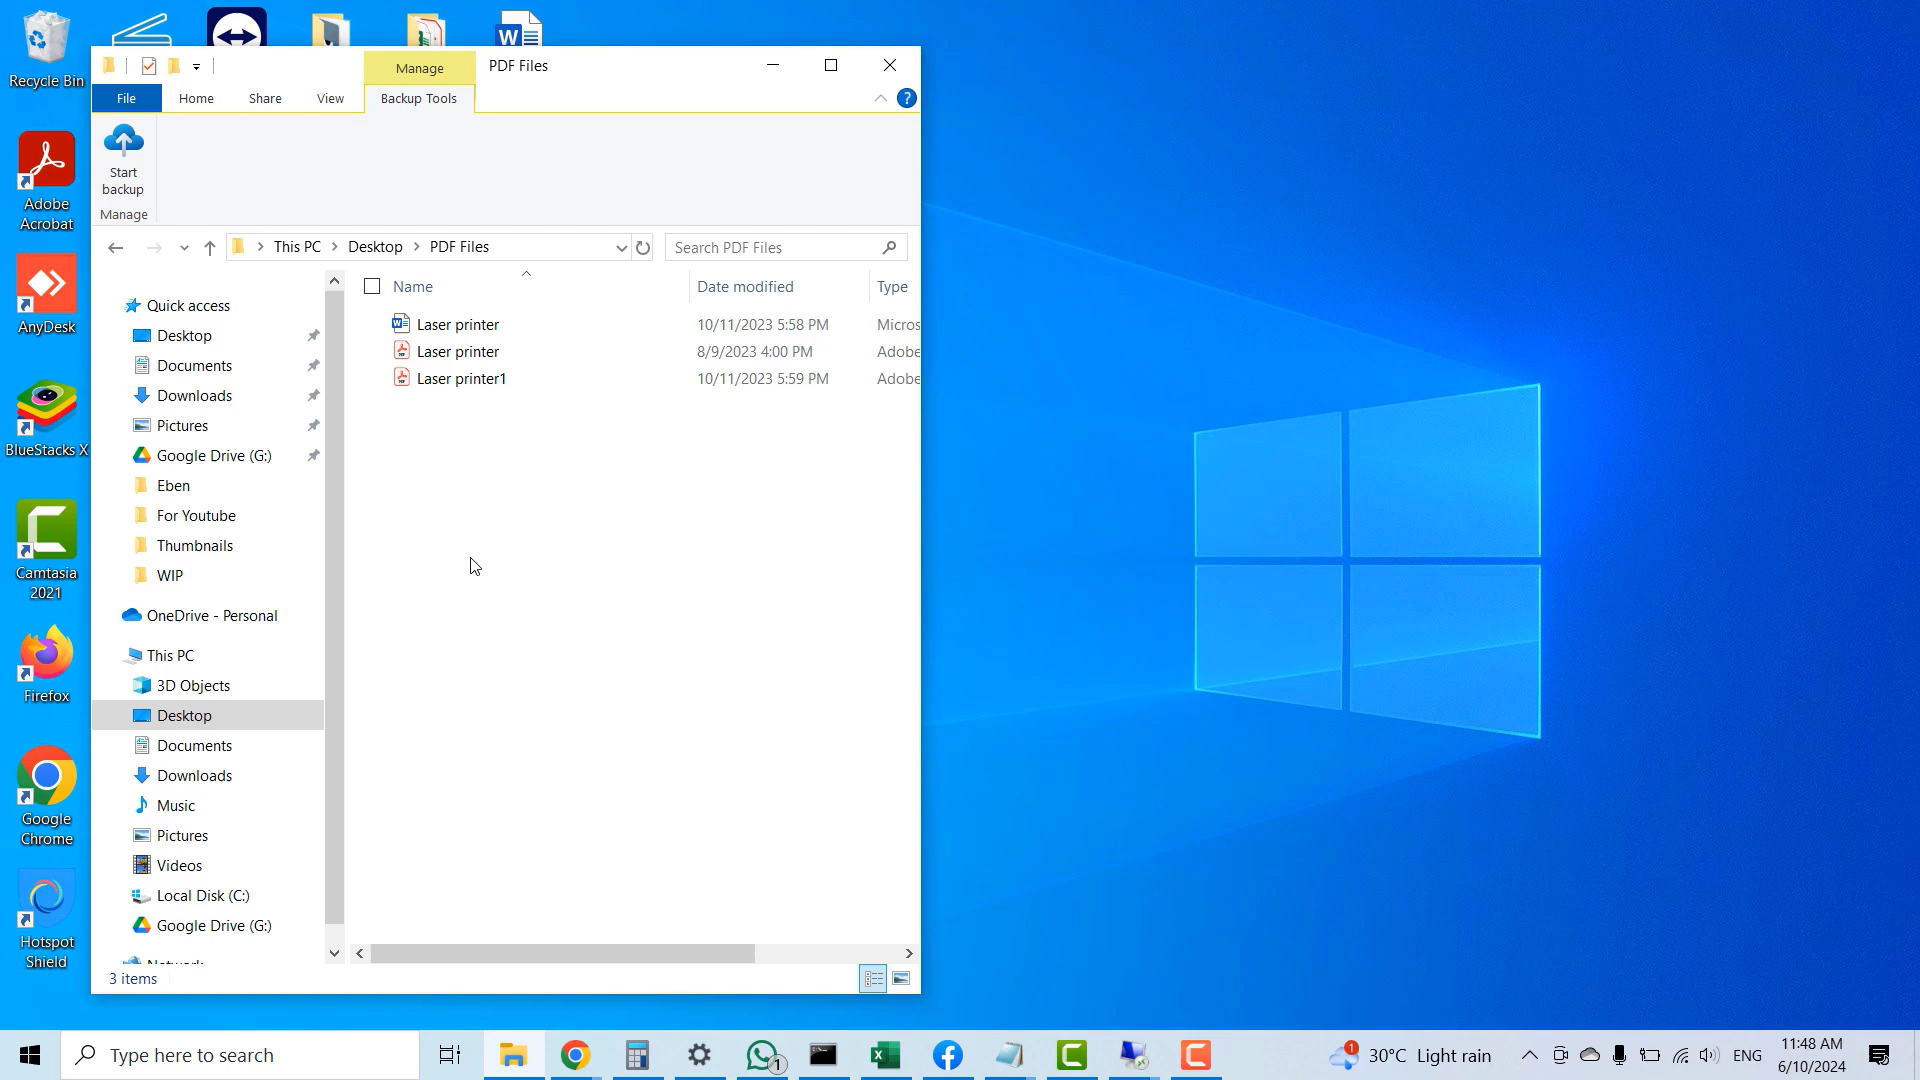 Recycle Bin
Adobe
Acrobat
AnyDesk
BlueStacks X
Camtasia
2021
Firefox
Google
Chrome
Hotspot
Shield
Manage
PDF Files
File
Home
Share
View
Backup Tools
Start
backup
Manage
This PC
Desktop
PDF Files
Search PDF Files
Name
Date modified
Type
Laser printer
10/11/2023 5:58 PM
Micros
Laser printer
8/9/2023 4:00 PM
Adobe
Laser printer1
10/11/2023 5:59 PM
Adobe
Quick access
Desktop
Documents
Downloads
Pictures
Google Drive (G:)
Eben
For Youtube
Thumbnails
WIP
OneDrive - Personal
This PC
3D Objects
Desktop
Documents
Downloads
Music
Pictures
Videos
Local Disk (C:)
Google Drive (G:)
Network
3 items
Type here to search
1
1
30°C Light rain
ENG
11:48 AM
6/10/2024